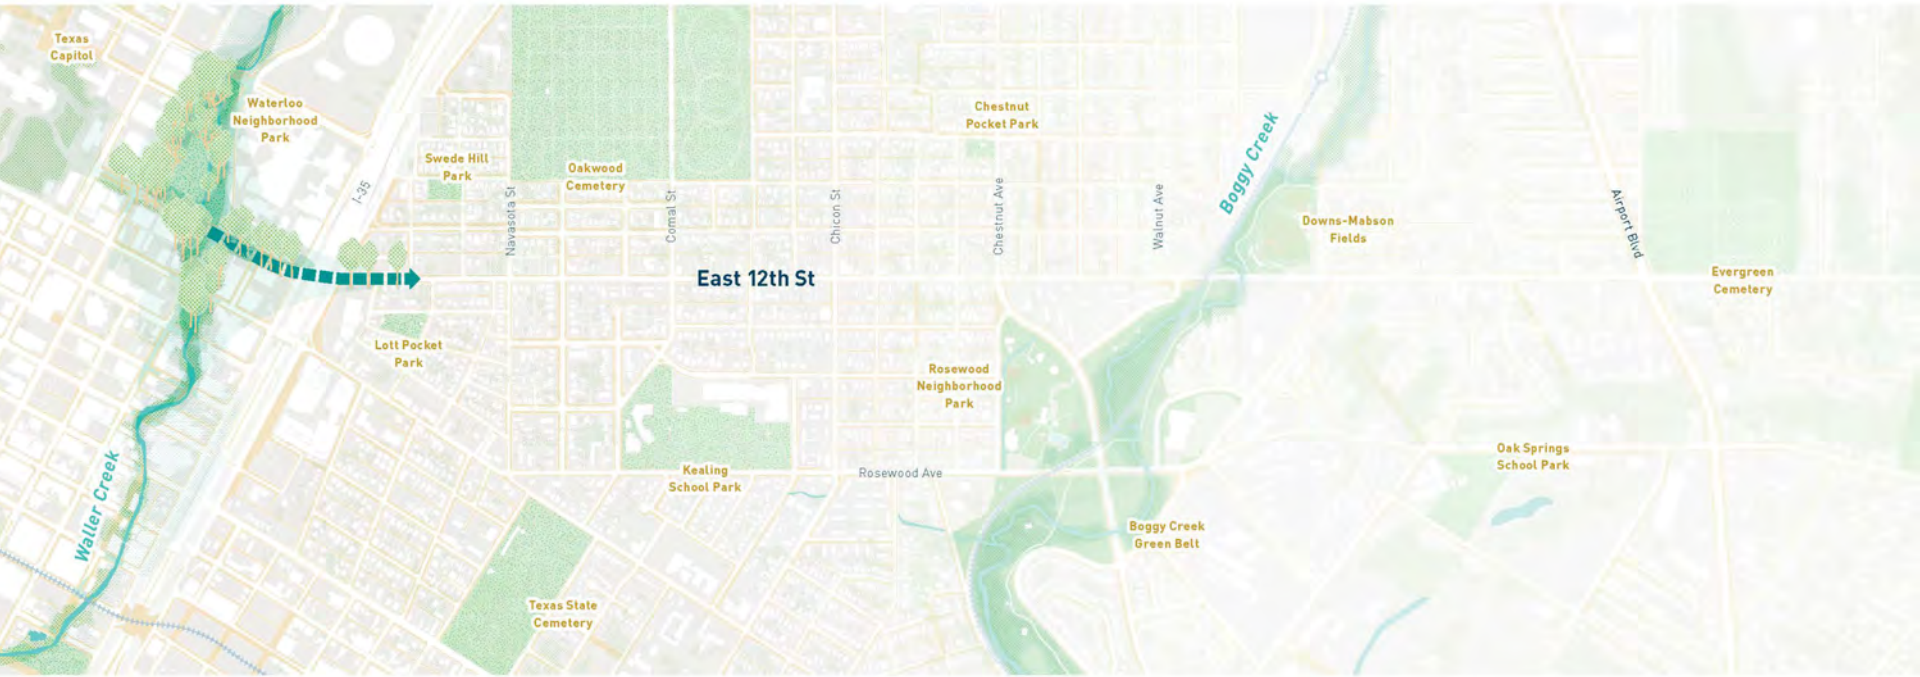 Texas
Capitol
Waterloo
Neighborhood
Park
I-35
Swede Hill
Park
Oakwood
Cemetery
Navasota St
Comal St
Chicon St
Chestnut
Pocket Park
Chestnut Ave
Walnut Ave
Boggy Creek
Downs-Mabson
Fields
Airport Blvd
Evergreen
Cemetery
East 12th St
Lott Pocket
Park
Rosewood
Neighborhood
Park
Waller Creek
Kealing
School Park
Rosewood Ave
Oak Springs
School Park
Boggy Creek
Green Belt
Texas State
Cemetery